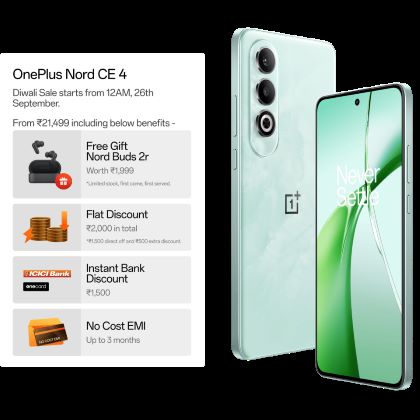 OnePlus Nord CE 4
Diwali Sale starts from 12AM, 26th
September.
From ₹21,499 including below benefits -
Free Gift
Nord Buds 2r
Worth ₹1,999
*Limited stock, first come, first served.
Flat Discount
₹2,000 in total
*₹1,500 direct off and ₹500 extra discount.
ICICI Bank
onecard
Instant Bank
Discount
₹1,500
NO COST EMI
No Cost EMI
Up to 3 months
Never
Settle